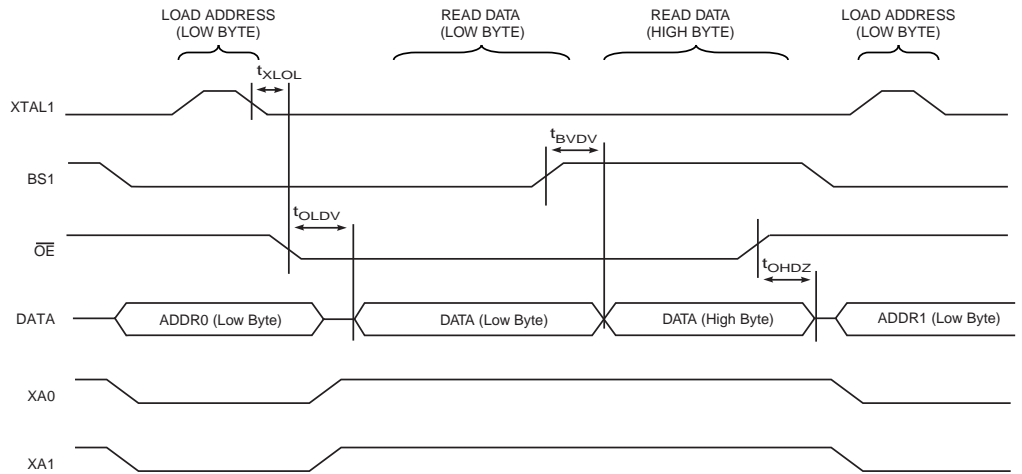 LOAD ADDRESS
(LOW BYTE)
READ DATA
(LOW BYTE)
READ DATA
(HIGH BYTE)
LOAD ADDRESS
(LOW BYTE)
tXLOL
XTAL1
tBVDV
BS1
tOLDV
OE
tOHDZ
DATA
ADDR0 (Low Byte)
DATA (Low Byte)
DATA (High Byte)
ADDR1 (Low Byte)
XA0
XA1